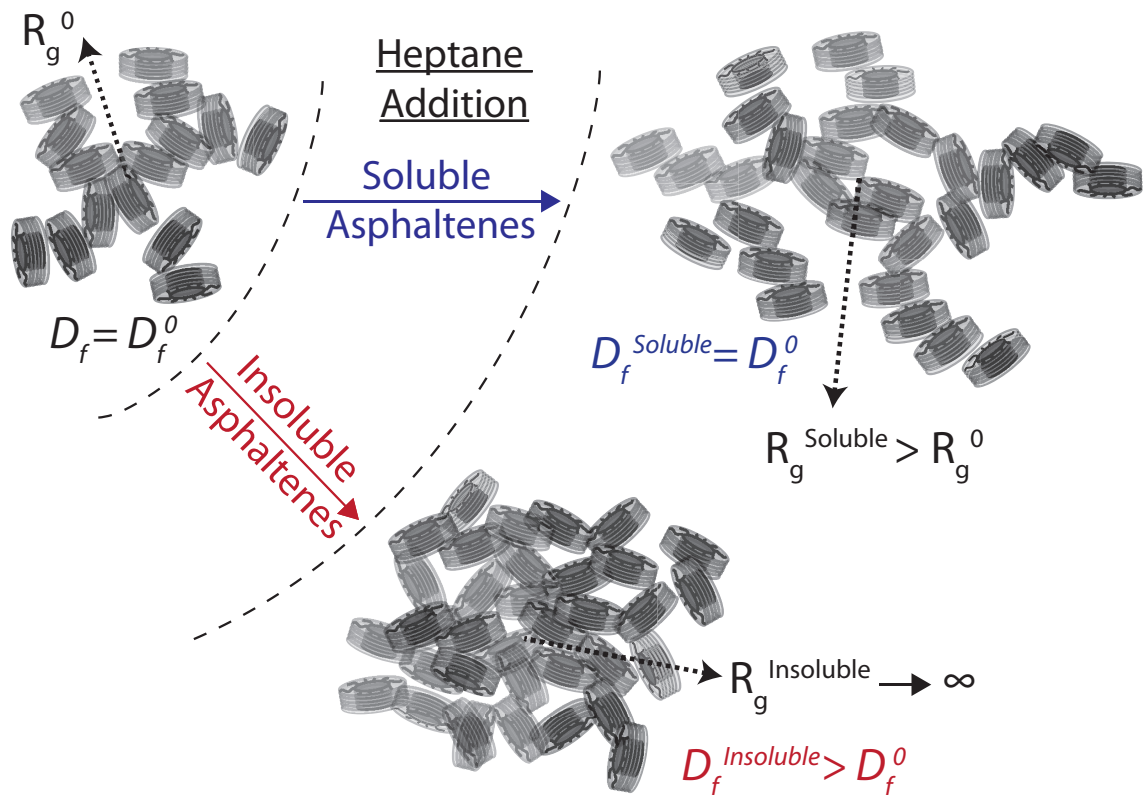 R_g^0
Heptane
Addition
Soluble
Asphaltenes
D_f = D_f^0
D_f^Soluble = D_f^0
R_g^Soluble > R_g^0
Insoluble
Asphaltenes
R_g^Insoluble → ∞
D_f^Insoluble > D_f^0